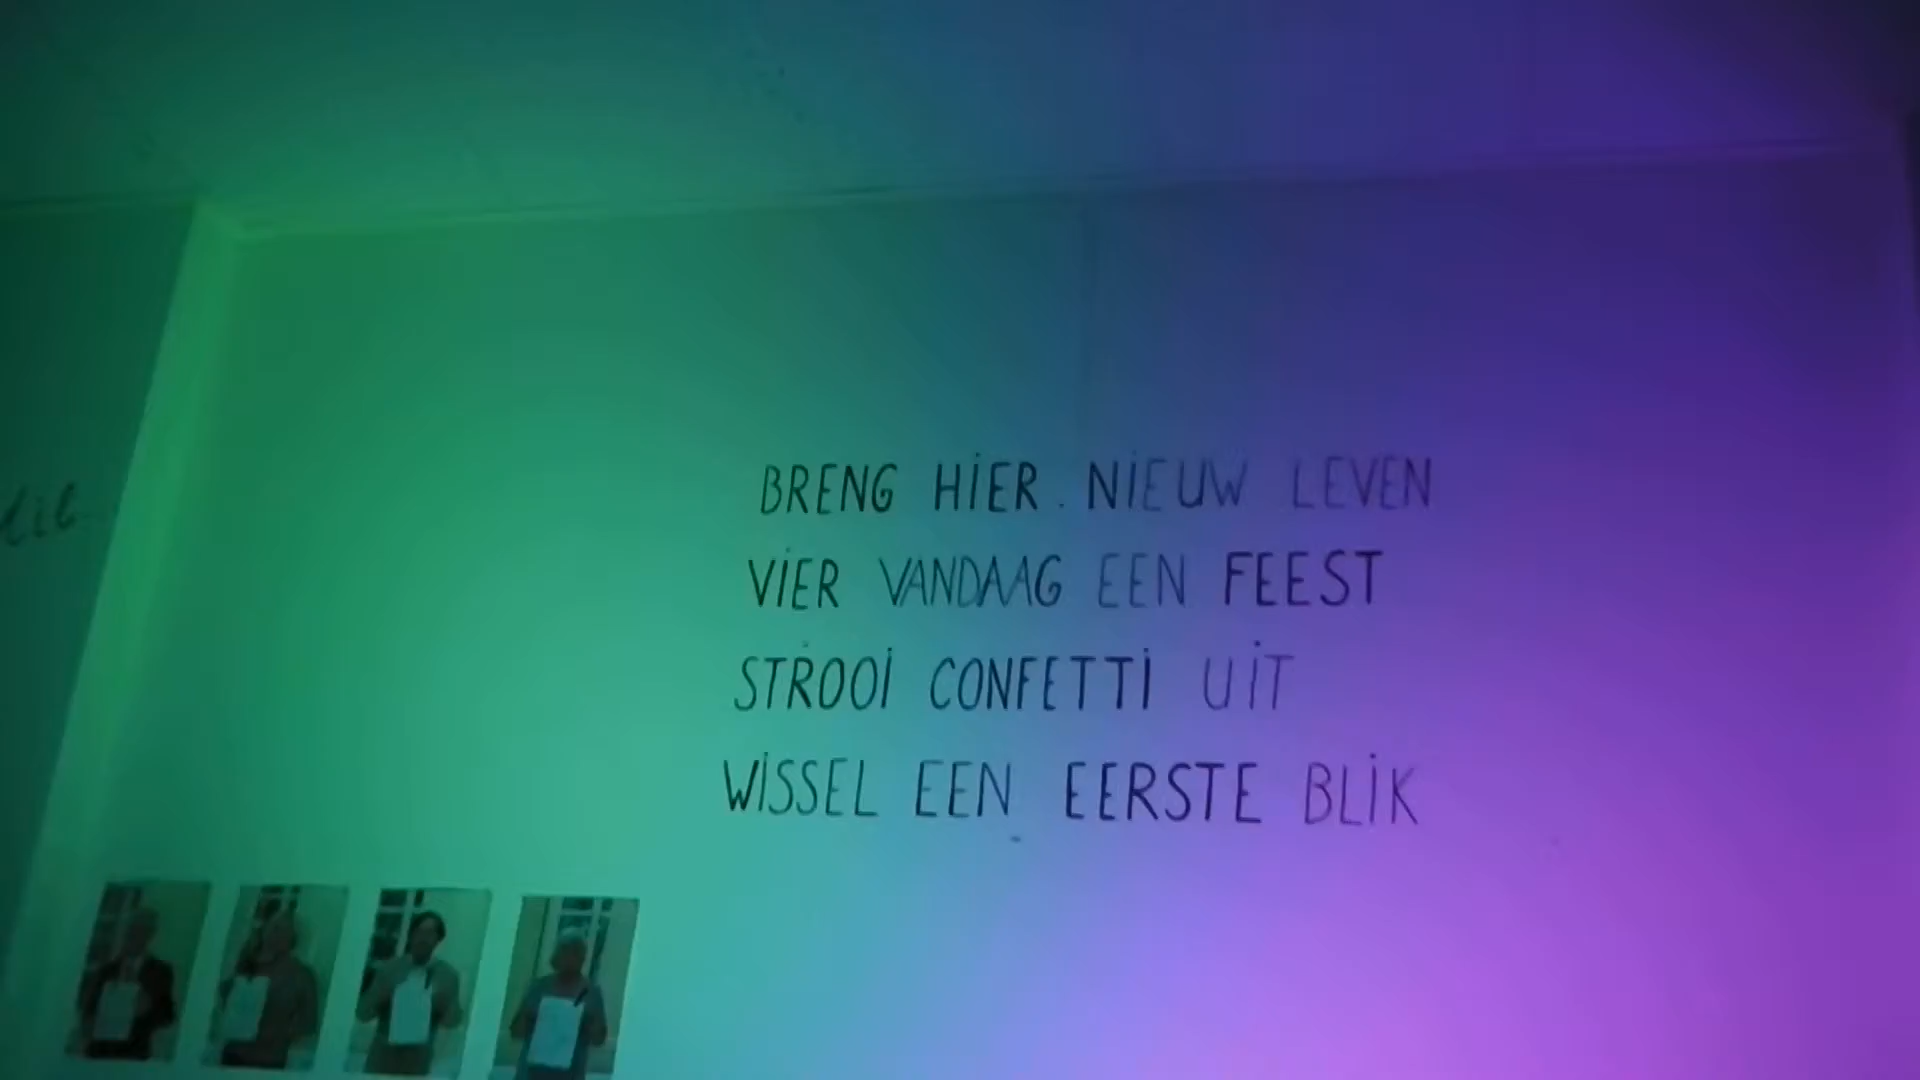 BRENG HIER. NIEUW LEVEN
VIER VANDAAG EEN FEEST
STROOI CONFETTI UIT
WISSEL EEN EERSTE BLIK